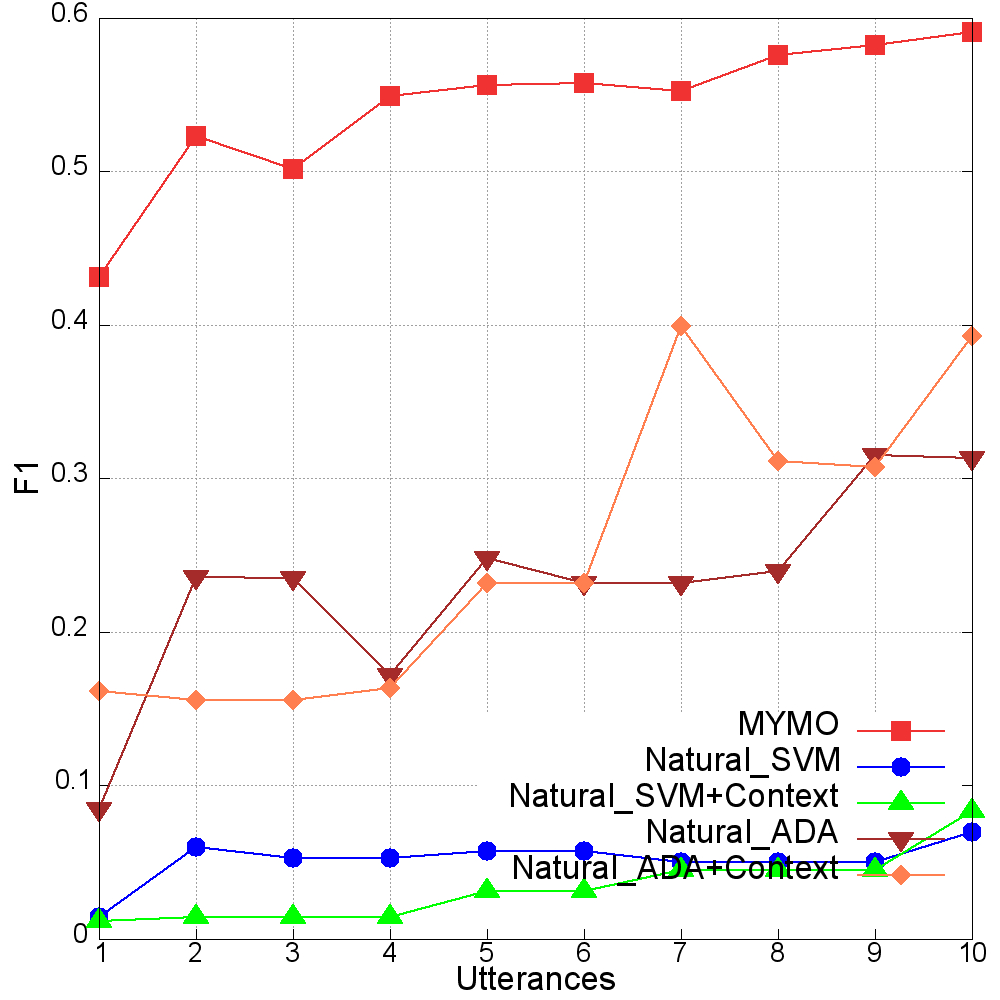 0.6
0.5
0.4
0.3
0.2
0.1
0
F1
MYMO
Natural_SVM
Natural_SVM+Context
Natural_ADA
Natural_ADA+Context
1 2 3 4 5 6 7 8 9 10
Utterances